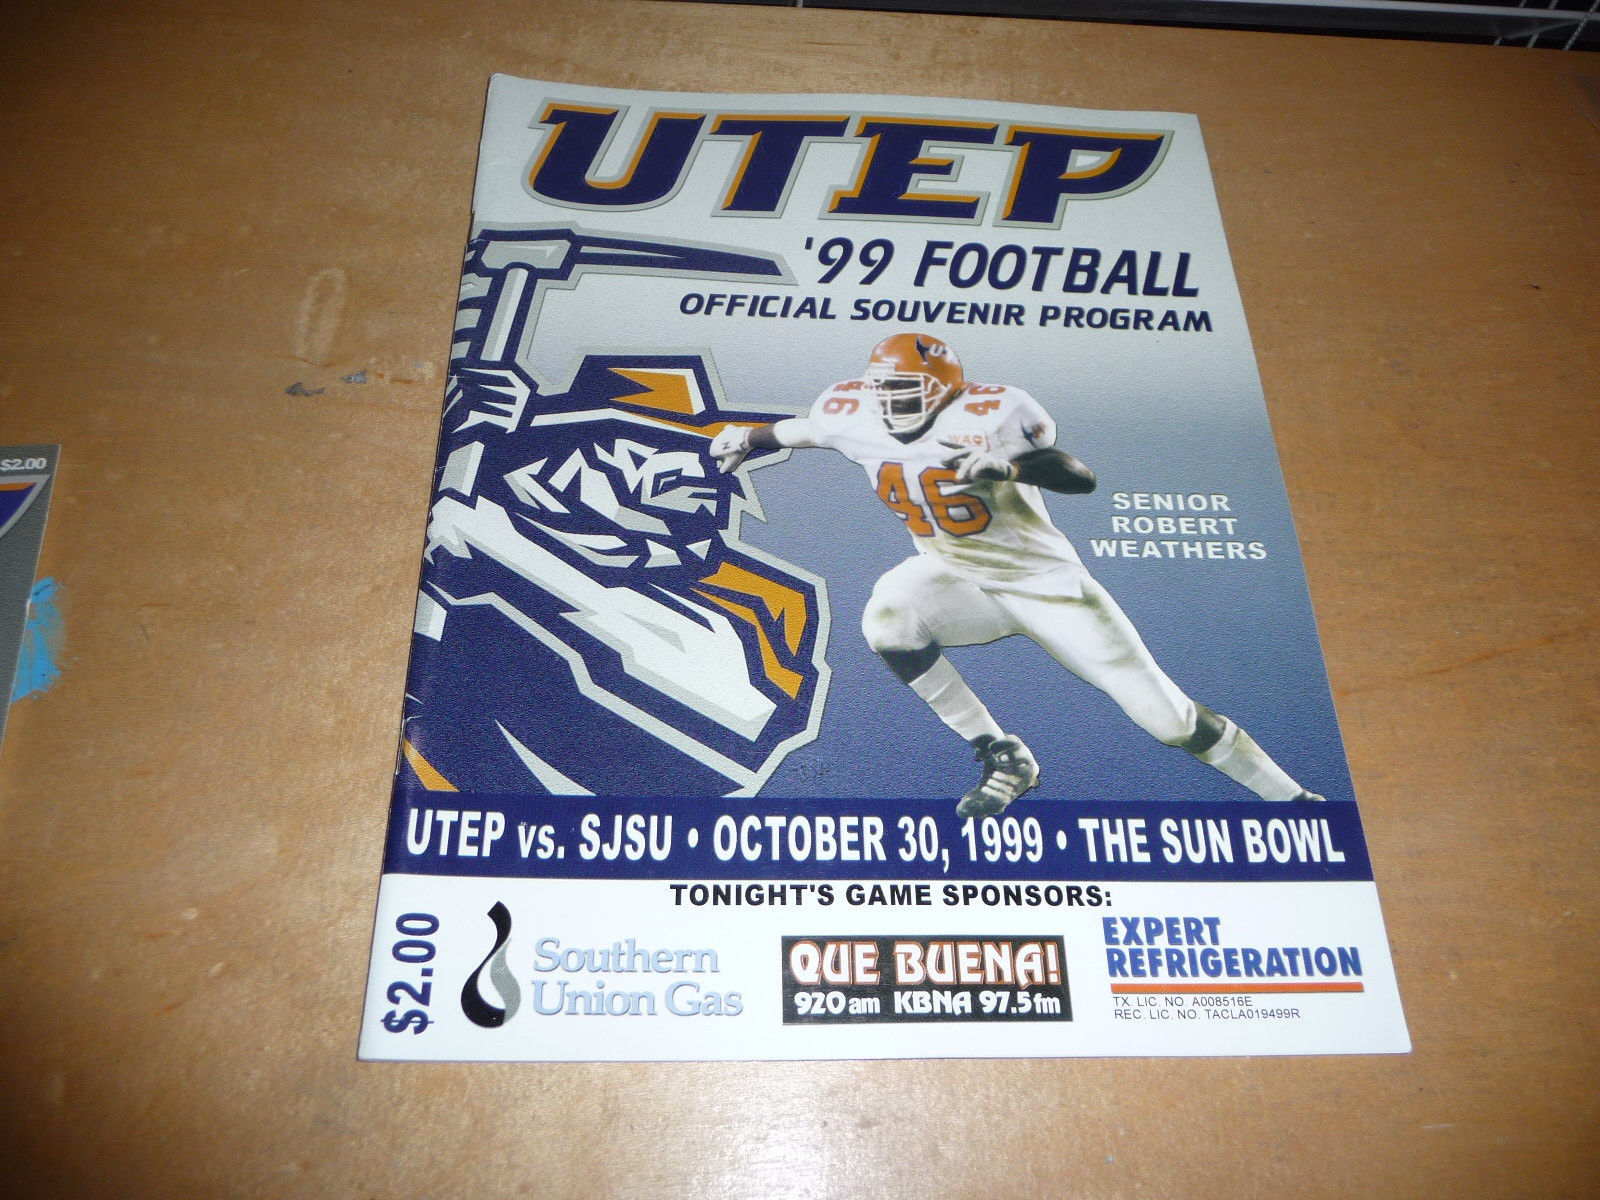 UTEP
'99 FOOTBALL
OFFICIAL SOUVENIR PROGRAM
U
46
46
WAC
46
SENIOR
ROBERT
WEATHERS
UTEP vs. SJSU • OCTOBER 30, 1999 • THE SUN BOWL
TONIGHT'S GAME SPONSORS:
$2.00
Southern
Union Gas
QUE BUENA!
920 am KBNA 97.5 fm
EXPERT
REFRIGERATION
TX. LIC. NO. A008516E
REC. LIC. NO. TACLA019499R
$2.00